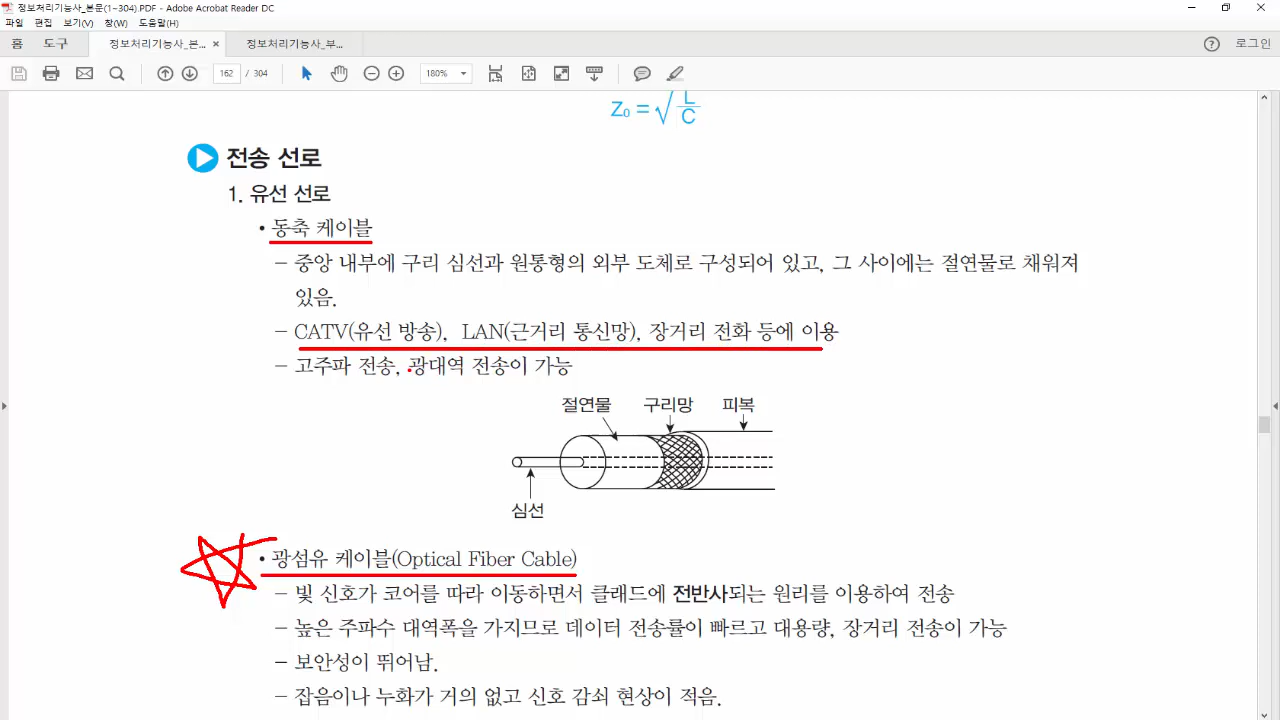 정보처리기능사_본문(1~304).PDF - Adobe Acrobat Reader DC
파일 편집 보기(V) 창(W) 도움말(H)
홈 도구 정보처리기능사_본... × 정보처리기능사_부... ? 로그인
162 / 304 180%
Z₀ = √L/C
전송 선로
1. 유선 선로
• 동축 케이블
– 중앙 내부에 구리 심선과 원통형의 외부 도체로 구성되어 있고, 그 사이에는 절연물로 채워져
있음.
– CATV(유선 방송), LAN(근거리 통신망), 장거리 전화 등에 이용
– 고주파 전송, 광대역 전송이 가능
절연물 구리망 피복
심선
• 광섬유 케이블(Optical Fiber Cable)
– 빛 신호가 코어를 따라 이동하면서 클래드에 전반사되는 원리를 이용하여 전송
– 높은 주파수 대역폭을 가지므로 데이터 전송률이 빠르고 대용량, 장거리 전송이 가능
– 보안성이 뛰어남.
– 잡음이나 누화가 거의 없고 신호 감쇠 현상이 적음.